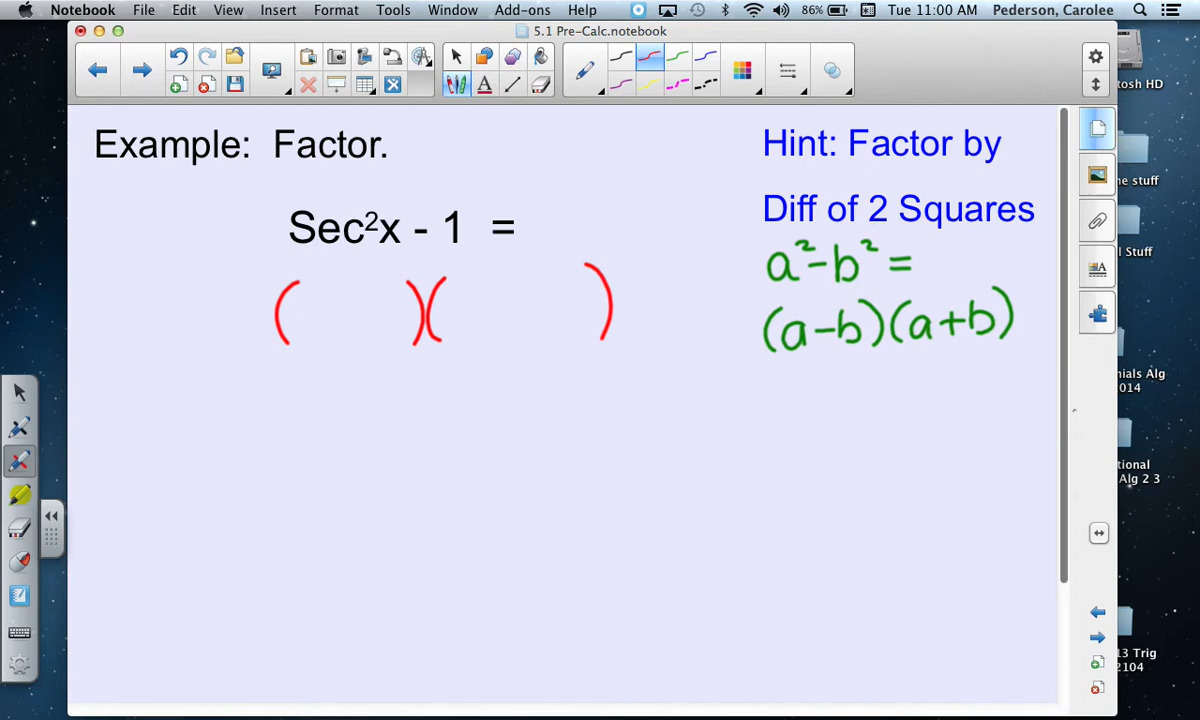 Notebook File Edit View Insert Format Tools Window Add-ons Help 86% Tue 11:00 AM Pederson, Carolee
5.1 Pre-Calc.notebook
tosh HD
Example: Factor.
Hint: Factor by
Diff of 2 Squares
Sec²x - 1 =
a²-b² =
( )( )
(a-b)(a+b)
ne stuff
l Stuff
nials Alg
014
tional
Alg 2 3
13 Trig
2104